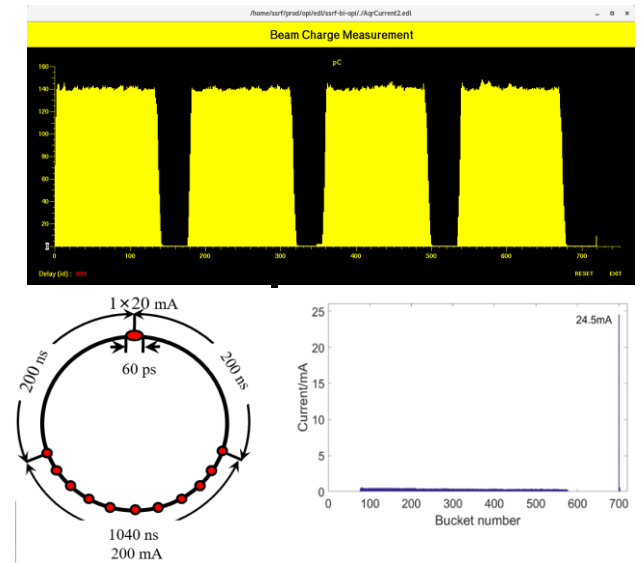 /home/ssrf/prod/opi/edl/ssrf-bi-opi/./AqrCurrent2.edl
Beam Charge Measurement
pC
160
140
120
100
80
60
40
20
0 100 200 300 400 500 600 700
Delay (id) :
RESET EXIT
1×20 mA
200 ns
60 ps
200 ns
1040 ns
200 mA
24.5mA
Current/mA
25
20
15
10
5
0
0 100 200 300 400 500 600 700
Bucket number